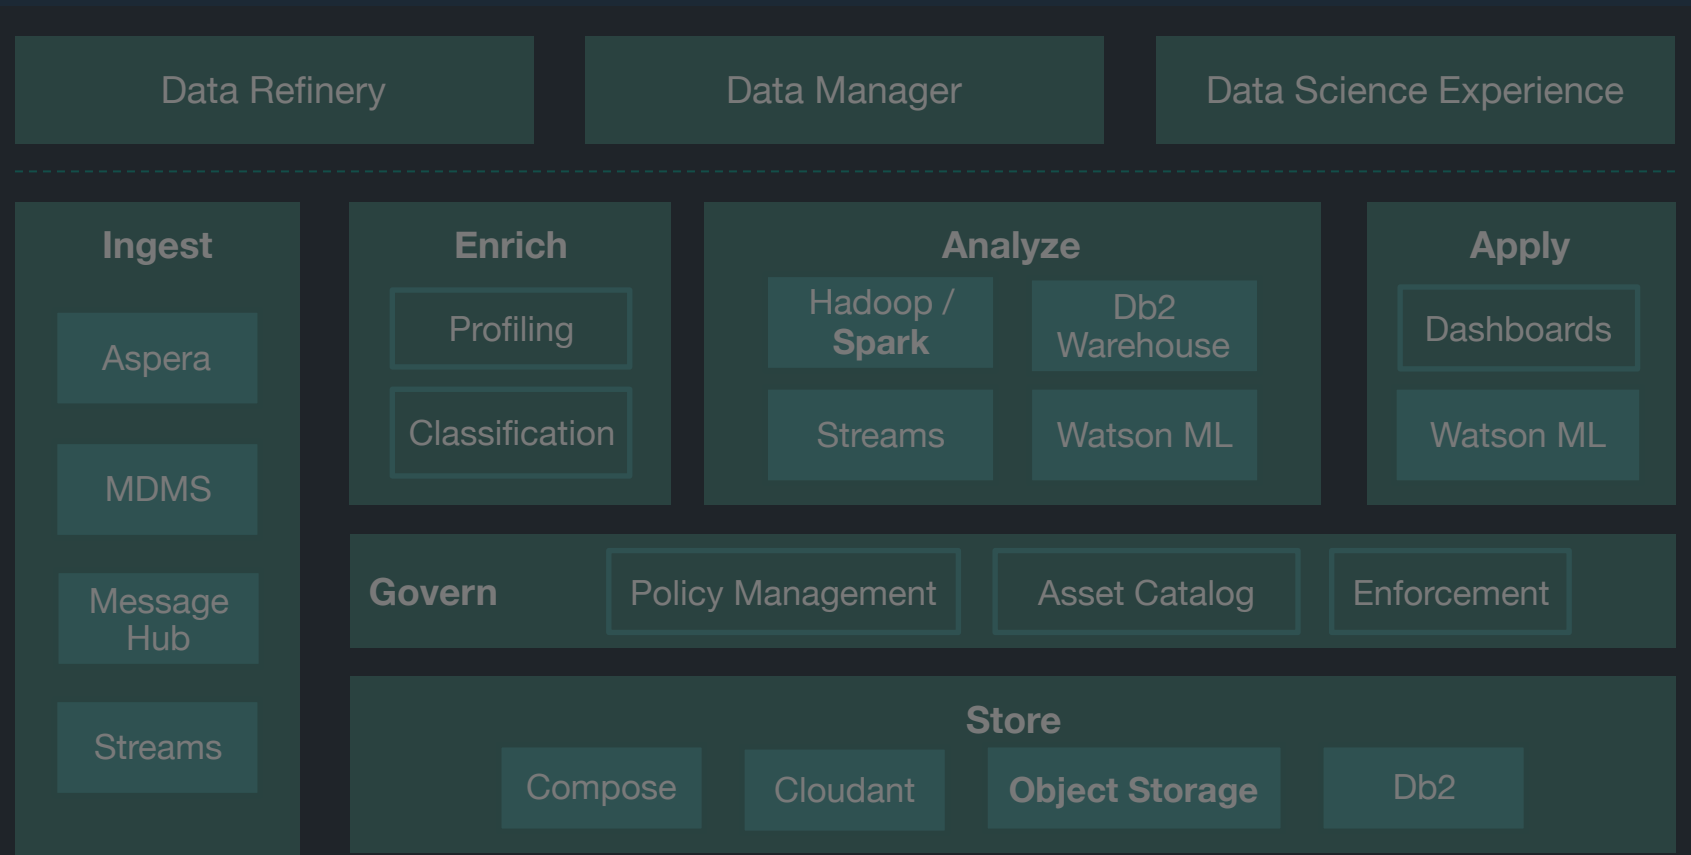 Data Refinery
Data Manager
Data Science Experience
Ingest
Aspera
MDMS
Message
Hub
Streams
Enrich
Profiling
Classification
Analyze
Hadoop /
Spark
Db2
Warehouse
Streams
Watson ML
Apply
Dashboards
Watson ML
Govern
Policy Management
Asset Catalog
Enforcement
Store
Compose
Cloudant
Object Storage
Db2